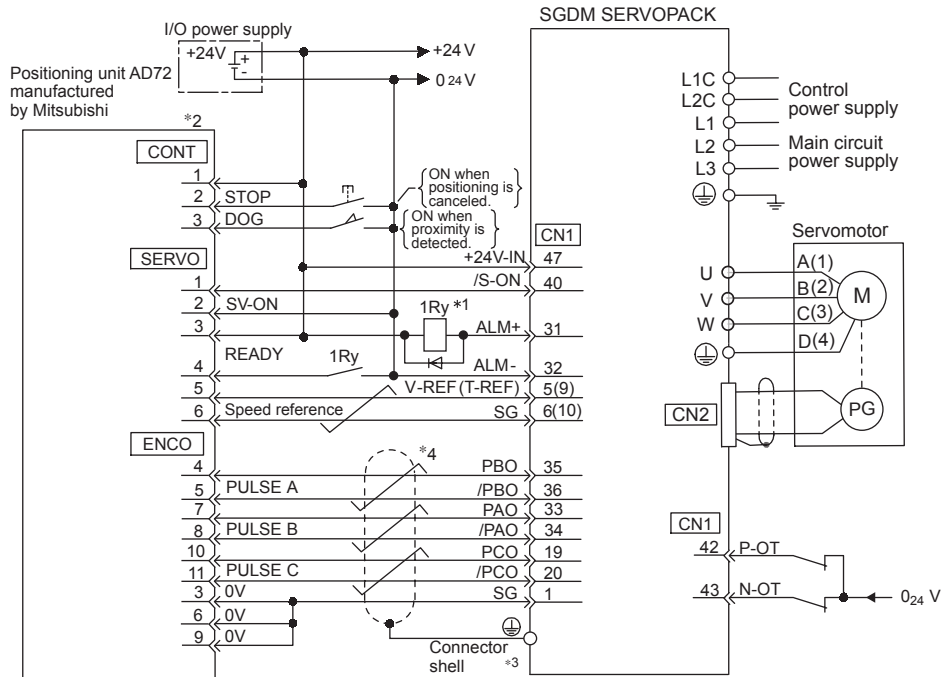 SGDM SERVOPACK
I/O power supply
+24V
+
-
+24 V
0 24 V
Positioning unit AD72
manufactured
by Mitsubishi
*2
CONT
1
2 STOP
3 DOG
ON when
positioning is
canceled.
ON when
proximity is
detected.
SERVO
1
2 SV-ON
3
4 READY
5
6 Speed reference
1Ry *1
1Ry
CN1
+24V-IN 47
/S-ON 40
ALM+ 31
ALM- 32
V-REF (T-REF) 5(9)
SG 6(10)
ENCO
4
5 PULSE A
7
8 PULSE B
10
11 PULSE C
3 0V
6 0V
9 0V
*4
PBO 35
/PBO 36
PAO 33
/PAO 34
PCO 19
/PCO 20
SG 1
Connector
shell *3
L1C
L2C
L1
L2
L3
Control
power supply
Main circuit
power supply
Servomotor
U
V
W
A(1)
B(2)
C(3)
D(4)
M
CN2
PG
CN1
42 P-OT
43 N-OT
024 V